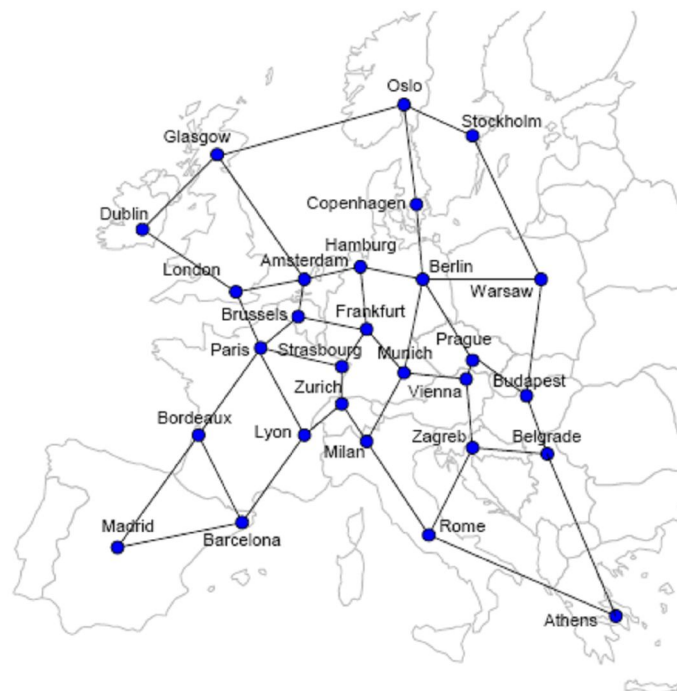 Oslo
Stockholm
Glasgow
Copenhagen
Dublin
Hamburg
London
Amsterdam
Berlin
Warsaw
Brussels
Frankfurt
Paris
Strasbourg
Munich
Prague
Zurich
Vienna
Budapest
Bordeaux
Lyon
Milan
Zagreb
Belgrade
Madrid
Barcelona
Rome
Athens